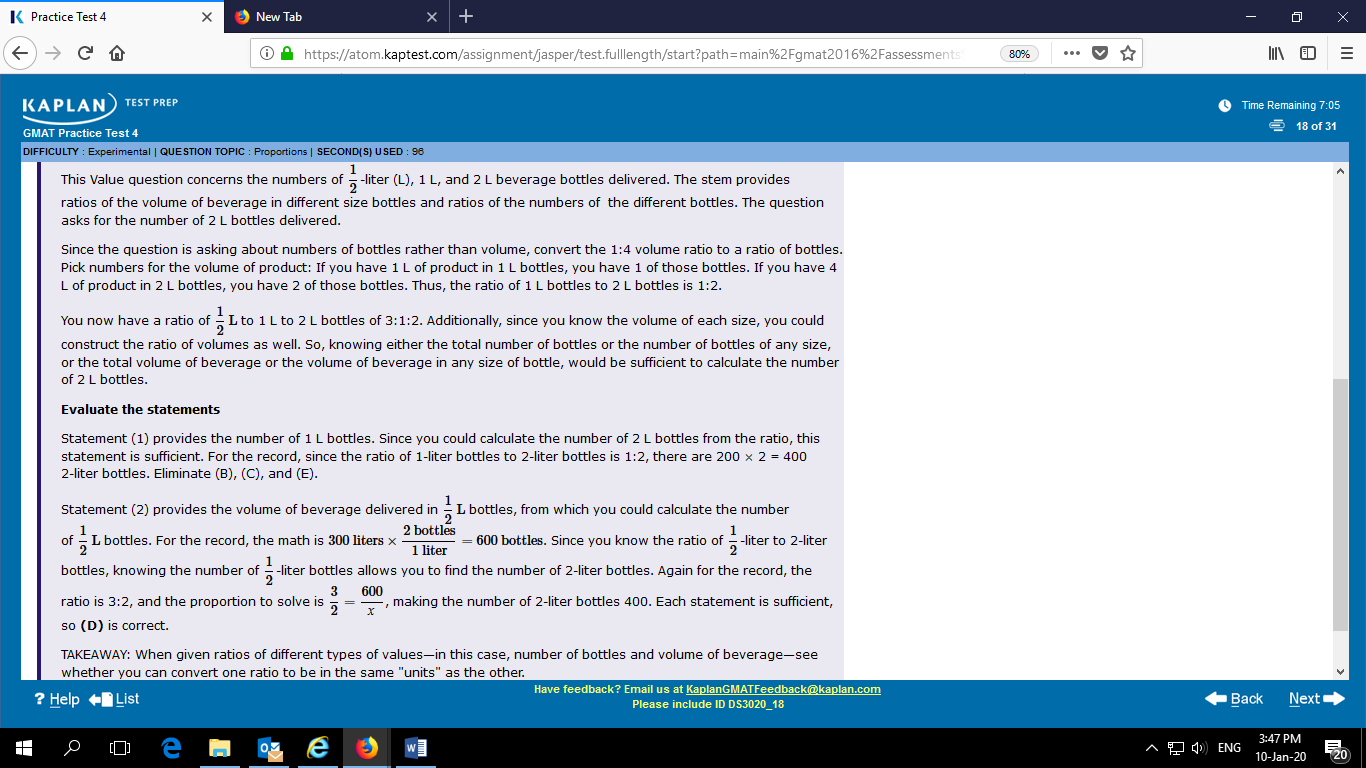 Practice Test 4
New Tab
https://atom.kaptest.com/assignment/jasper/test.fulllength/start?path=main%2Fgmat2016%2Fassessments
80%
KAPLAN TEST PREP
GMAT Practice Test 4
Time Remaining 7:05
18 of 31
DIFFICULTY : Experimental | QUESTION TOPIC : Proportions | SECOND(S) USED : 96
This Value question concerns the numbers of 1/2-liter (L), 1 L, and 2 L beverage bottles delivered. The stem provides
ratios of the volume of beverage in different size bottles and ratios of the numbers of the different bottles. The question
asks for the number of 2 L bottles delivered.
Since the question is asking about numbers of bottles rather than volume, convert the 1:4 volume ratio to a ratio of bottles.
Pick numbers for the volume of product: If you have 1 L of product in 1 L bottles, you have 1 of those bottles. If you have 4
L of product in 2 L bottles, you have 2 of those bottles. Thus, the ratio of 1 L bottles to 2 L bottles is 1:2.
You now have a ratio of 1/2 L to 1 L to 2 L bottles of 3:1:2. Additionally, since you know the volume of each size, you could
construct the ratio of volumes as well. So, knowing either the total number of bottles or the number of bottles of any size,
or the total volume of beverage or the volume of beverage in any size of bottle, would be sufficient to calculate the number
of 2 L bottles.
Evaluate the statements
Statement (1) provides the number of 1 L bottles. Since you could calculate the number of 2 L bottles from the ratio, this
statement is sufficient. For the record, since the ratio of 1-liter bottles to 2-liter bottles is 1:2, there are 200 × 2 = 400
2-liter bottles. Eliminate (B), (C), and (E).
Statement (2) provides the volume of beverage delivered in 1/2 L bottles, from which you could calculate the number
of 1/2 L bottles. For the record, the math is 300 liters × 2 bottles/1 liter = 600 bottles. Since you know the ratio of 1/2-liter to 2-liter
bottles, knowing the number of 1/2-liter bottles allows you to find the number of 2-liter bottles. Again for the record, the
ratio is 3:2, and the proportion to solve is 3/2 = 600/x, making the number of 2-liter bottles 400. Each statement is sufficient,
so (D) is correct.
TAKEAWAY: When given ratios of different types of values—in this case, number of bottles and volume of beverage—see
whether you can convert one ratio to be in the same "units" as the other.
? Help
List
Have feedback? Email us at KaplanGMATFeedback@kaplan.com
Please include ID DS3020_18
Back
Next
ENG
3:47 PM
10-Jan-20
20